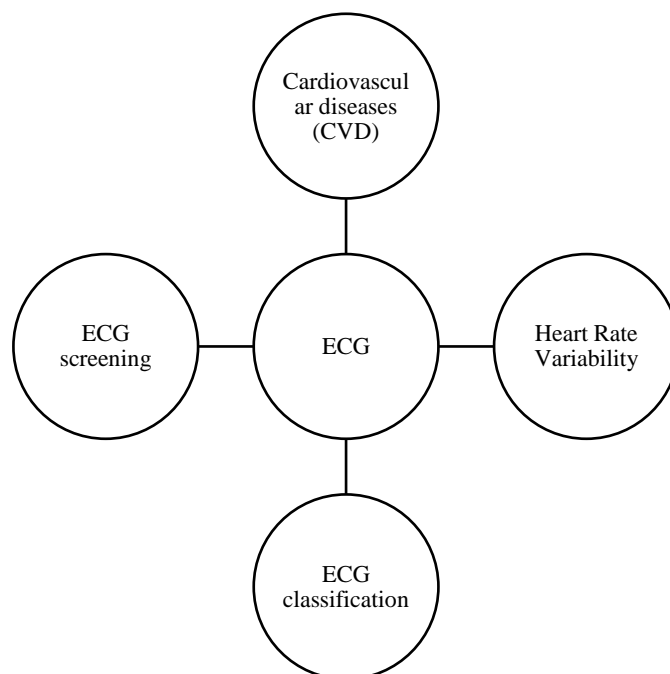 Cardiovascul
ar diseases
(CVD)
ECG
screening
ECG
Heart Rate
Variability
ECG
classification